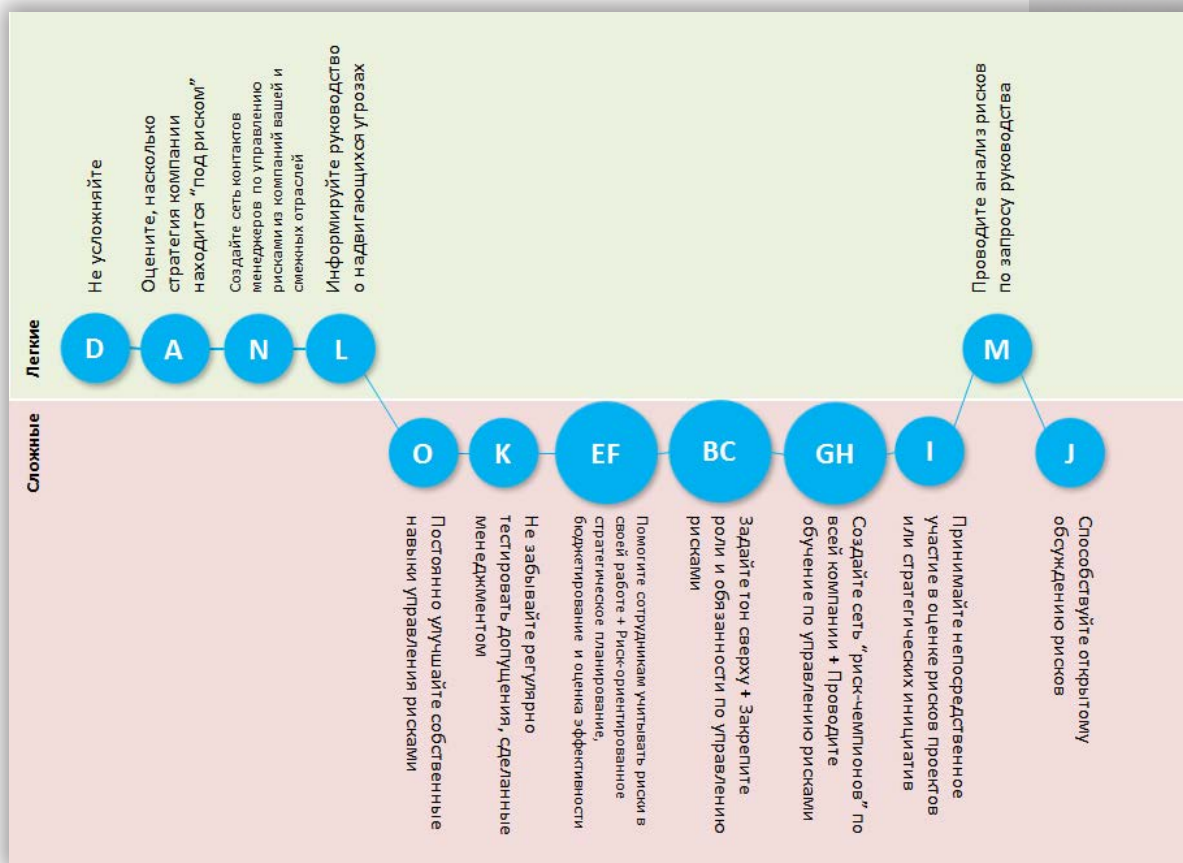 Легкие
Не усложняйте
Оцените, насколько
стратегия компании
находится "под риском"
Создайте сеть контактов
менеджеров по управлению
рисками из компаний вашей и
смежных отраслей
Информируйте руководство
о надвигающихся угрозах
Проводите анализ рисков
по запросу руководства
D
A
N
L
M
Сложные
O
K
EF
BC
GH
I
J
Постоянно улучшайте собственные
навыки управления рисками
Не забывайте регулярно
тестировать допущения, сделанные
менеджментом
Помогите сотрудникам учитывать риски в
своей работе + Риск-ориентированное
стратегическое планирование,
бюджетирование и оценка эффективности
Задайте тон сверху + Закрепите
роли и обязанности по управлению
рисками
Создайте сеть "риск-чемпионов" по
всей компании + Проводите
обучение по управлению рисками
Принимайте непосредственное
участие в оценке рисков проектов
или стратегических инициатив
Способствуйте открытому
обсуждению рисков